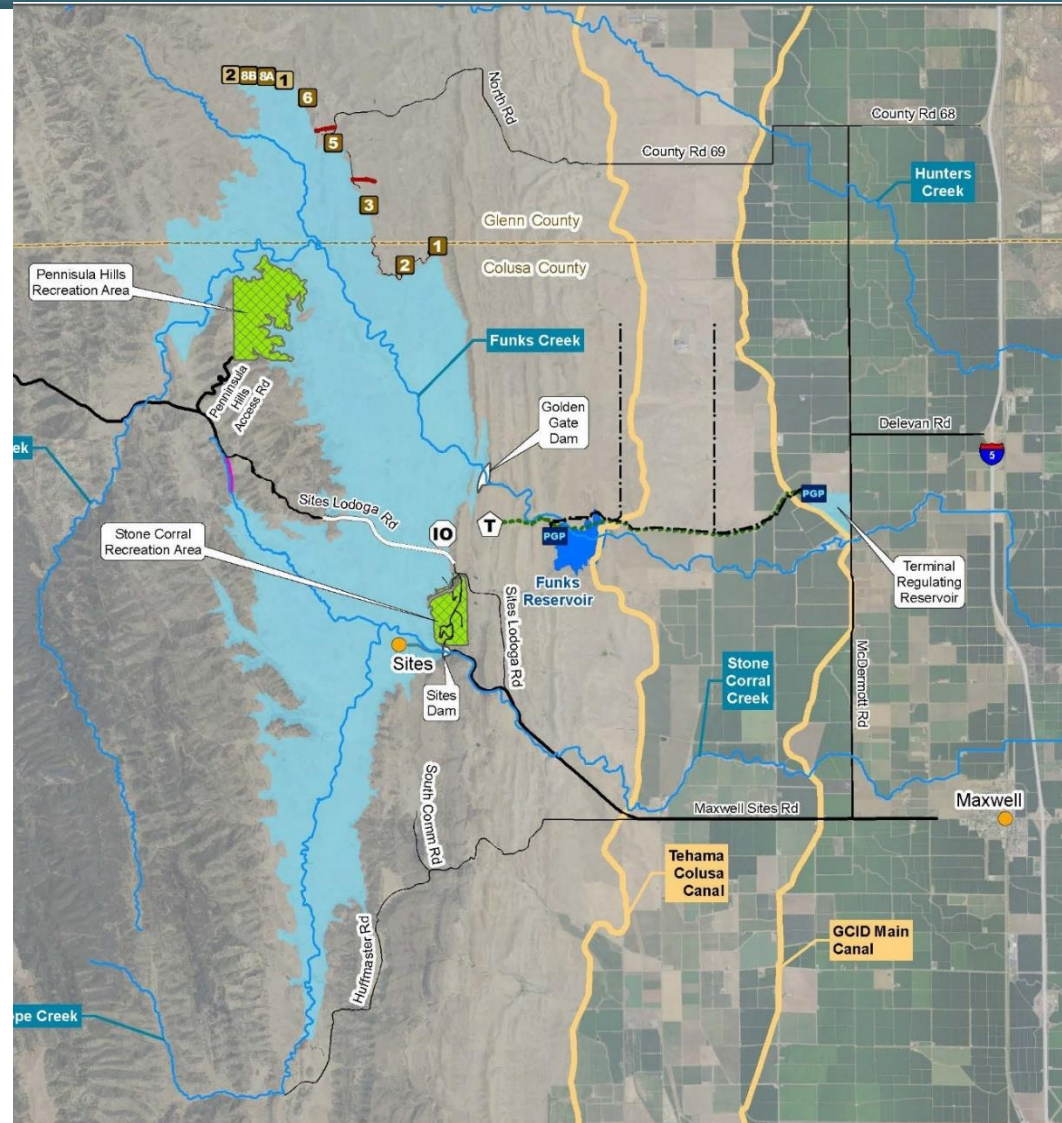 2
8B
8A
1
6
5
3
1
2
North Rd
County Rd 68
County Rd 69
Hunters
Creek
Glenn County
Colusa County
Pennisula Hills
Recreation Area
Funks Creek
Penninsula
Hills
Access Rd
Golden
Gate
Dam
Delevan Rd
5
ek
Sites Lodoga Rd
Stone Corral
Recreation Area
IO
T
PGP
PGP
Funks
Reservoir
Terminal
Regulating
Reservoir
Sites Lodoga Rd
Sites
Sites
Dam
Stone
Corral
Creek
McDermott Rd
South Comm Rd
Maxwell Sites Rd
Maxwell
Tehama
Colusa
Canal
GCID Main
Canal
Huffmaster Rd
ope Creek